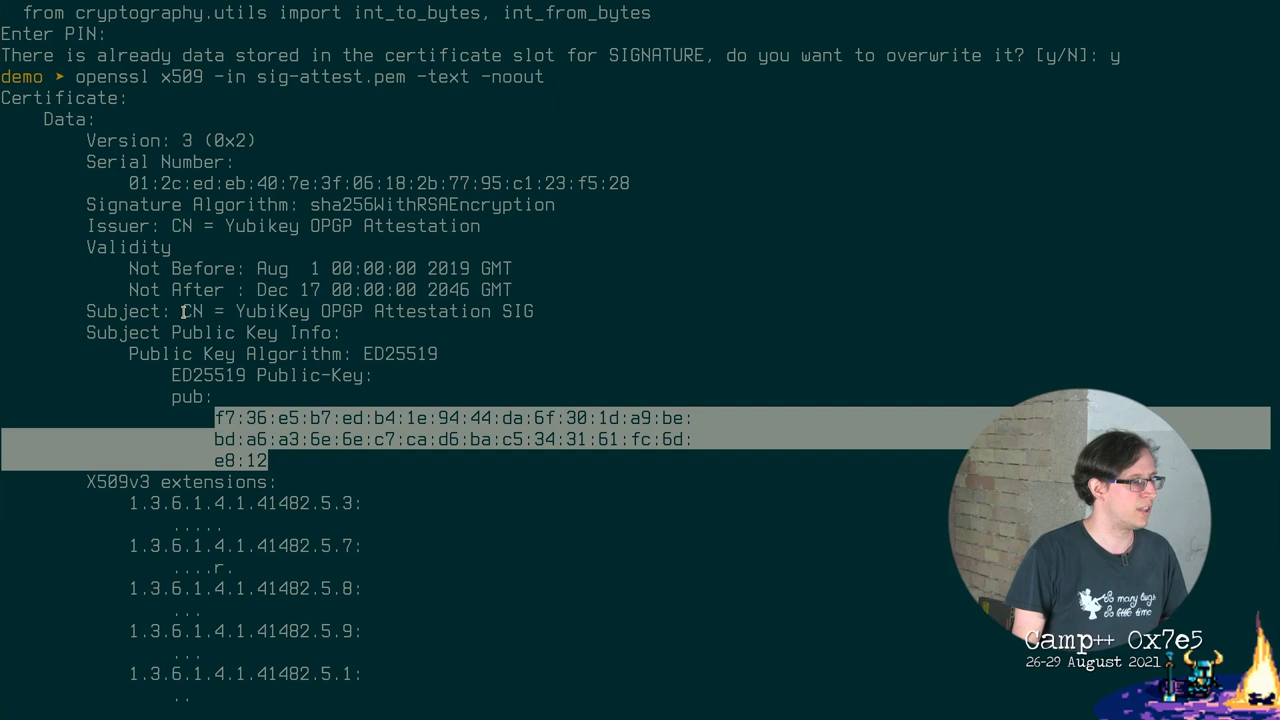 from cryptography.utils import int_to_bytes, int_from_bytes
Enter PIN:
There is already data stored in the certificate slot for SIGNATURE, do you want to overwrite it? [y/N]: y
demo ➤ openssl x509 -in sig-attest.pem -text -noout
Certificate:
Data:
Version: 3 (0x2)
Serial Number:
01:2c:ed:eb:40:7e:3f:06:18:2b:77:95:c1:23:f5:28
Signature Algorithm: sha256WithRSAEncryption
Issuer: CN = Yubikey OPGP Attestation
Validity
Not Before: Aug  1 00:00:00 2019 GMT
Not After : Dec 17 00:00:00 2046 GMT
Subject: CN = YubiKey OPGP Attestation SIG
Subject Public Key Info:
Public Key Algorithm: ED25519
ED25519 Public-Key:
pub:
f7:36:e5:b7:ed:b4:1e:94:44:da:6f:30:1d:a9:be:
bd:a6:a3:6e:6e:c7:ca:d6:ba:c5:34:31:61:fc:6d:
e8:12
X509v3 extensions:
1.3.6.1.4.1.41482.5.3:
.....
1.3.6.1.4.1.41482.5.7:
....r.
1.3.6.1.4.1.41482.5.8:
...
1.3.6.1.4.1.41482.5.9:
...
1.3.6.1.4.1.41482.5.1:
..
So many bugs
So little time
Camp++ 0x7e5
26-29 August 2021